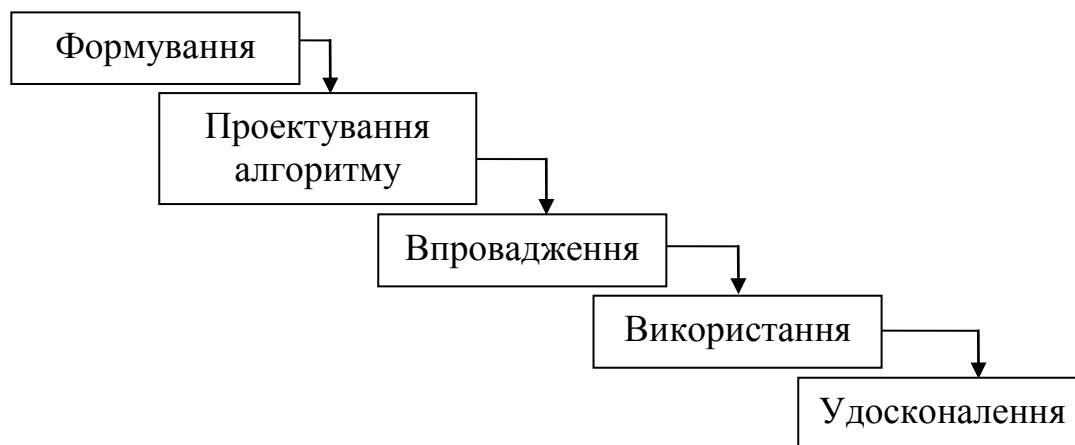 Формування
Проектування
алгоритму
Впровадження
Використання
Удосконалення